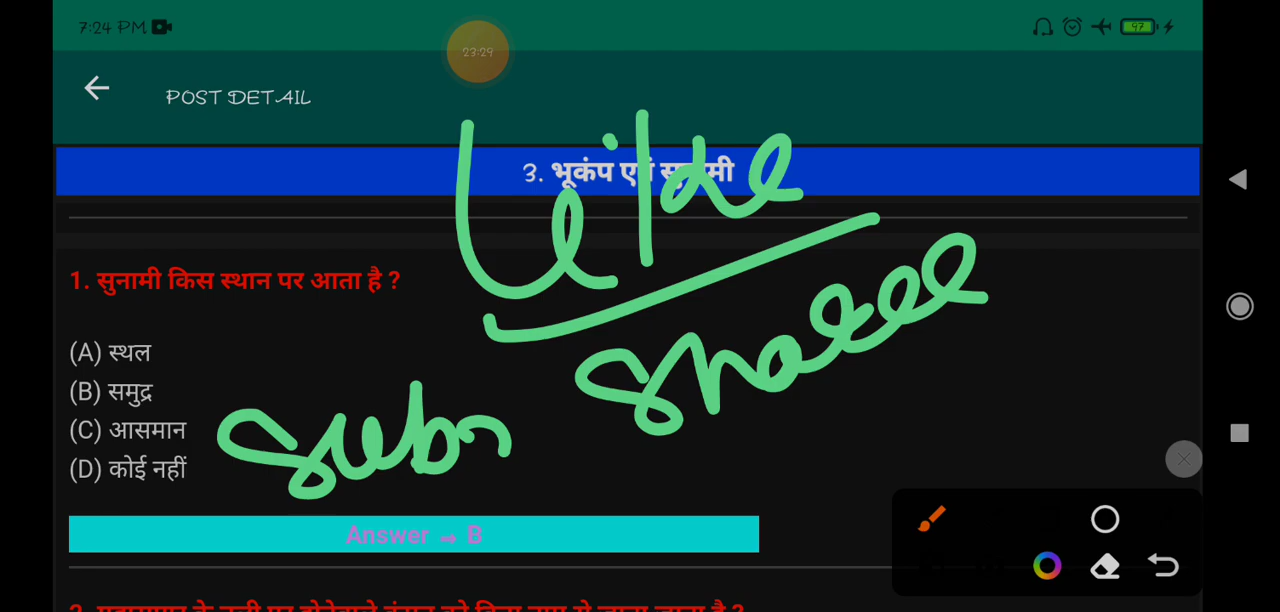 7:24 PM
97
23:29
POST DETAIL
3. भूकंप एवं सुनामी
Like
1. सुनामी किस स्थान पर आता है ?
Share
(A) स्थल
(B) समुद्र
(C) आसमान
(D) कोई नहीं
Subs
Answer → B